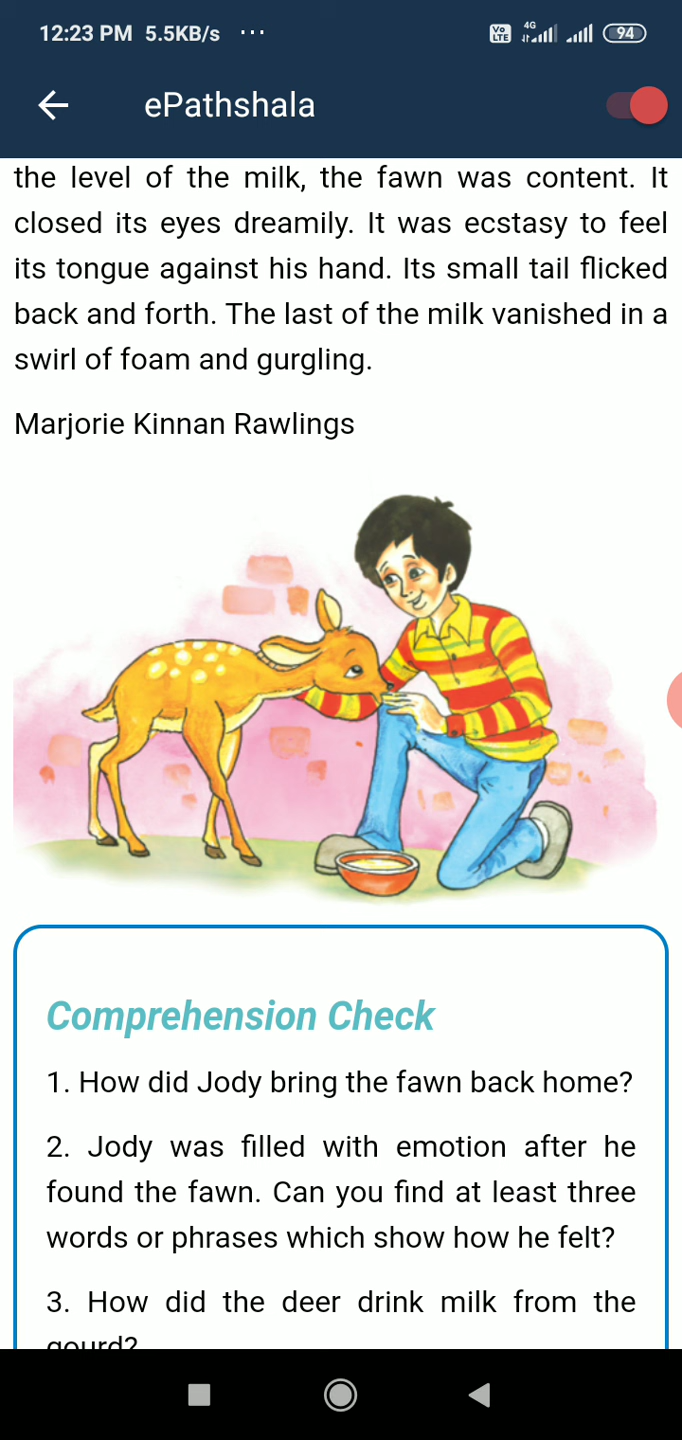 12:23 PM 5.5KB/s ...
Vo LTE 4G 94
ePathshala
the level of the milk, the fawn was content. It
closed its eyes dreamily. It was ecstasy to feel
its tongue against his hand. Its small tail flicked
back and forth. The last of the milk vanished in a
swirl of foam and gurgling.
Marjorie Kinnan Rawlings
Comprehension Check
1. How did Jody bring the fawn back home?
2. Jody was filled with emotion after he
found the fawn. Can you find at least three
words or phrases which show how he felt?
3. How did the deer drink milk from the
gourd?